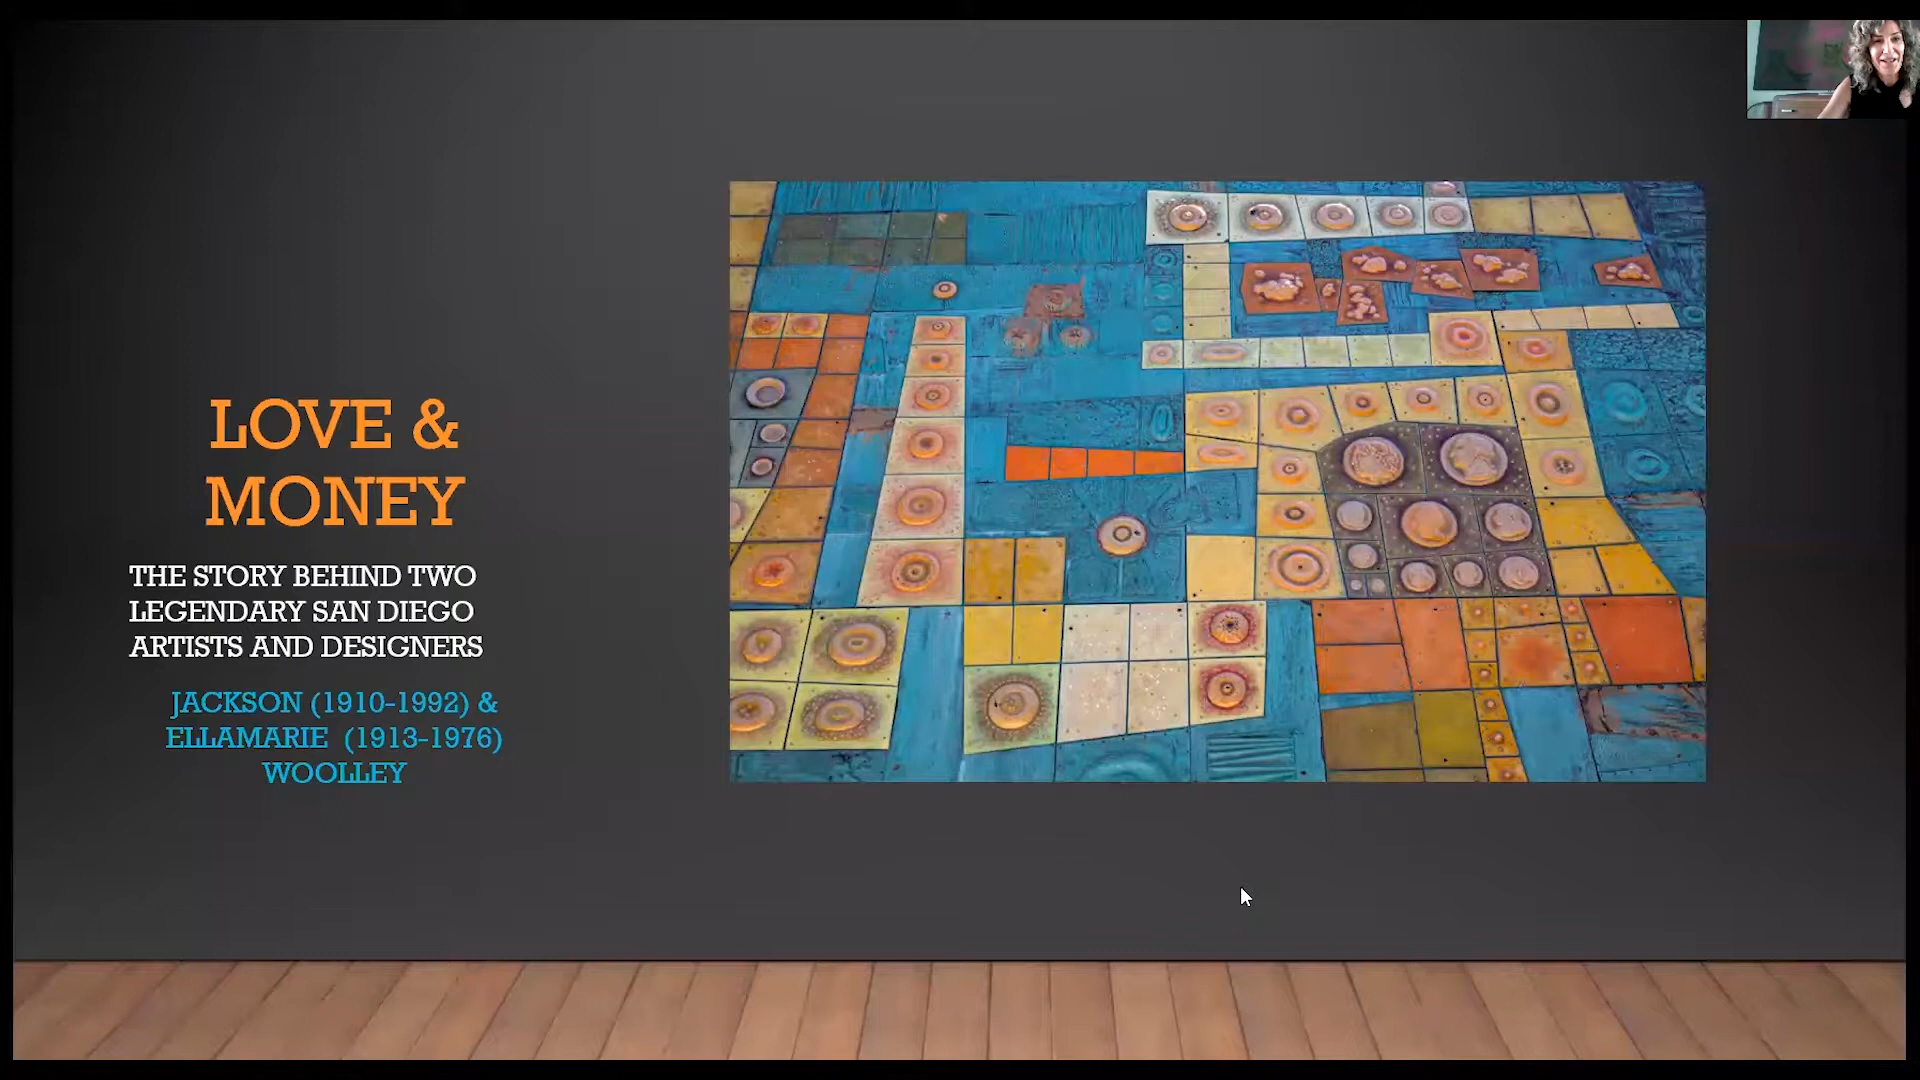 LOVE &
MONEY
THE STORY BEHIND TWO
LEGENDARY SAN DIEGO
ARTISTS AND DESIGNERS
JACKSON (1910-1992) &
ELLAMARIE (1913-1976)
WOOLLEY